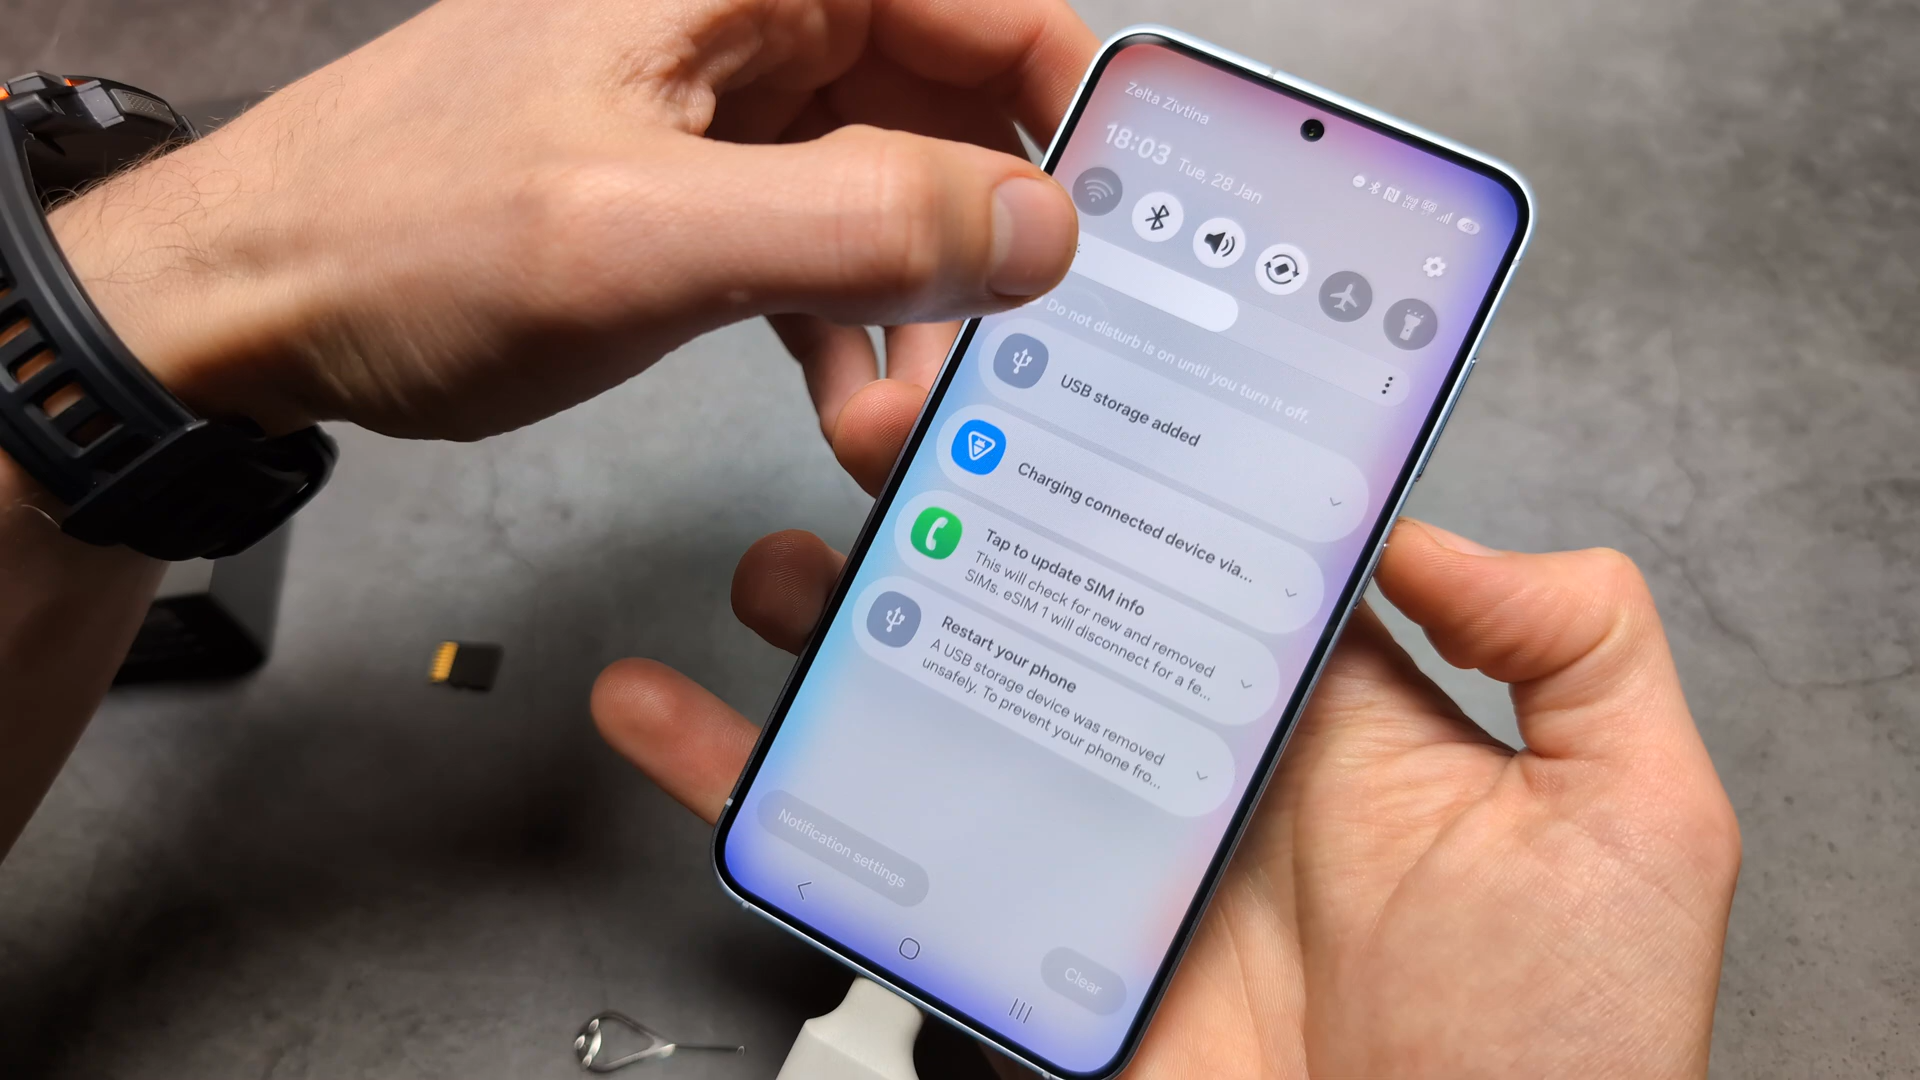 Zelta Zivtina
18:03 Tue, 28 Jan
Do not disturb is on until you turn it off.
USB storage added
Charging connected device via...
Tap to update SIM info
This will check for new and removed
SIMs. eSIM 1 will disconnect for a fe...
Restart your phone
A USB storage device was removed
unsafely. To prevent your phone fro...
Notification settings
Clear